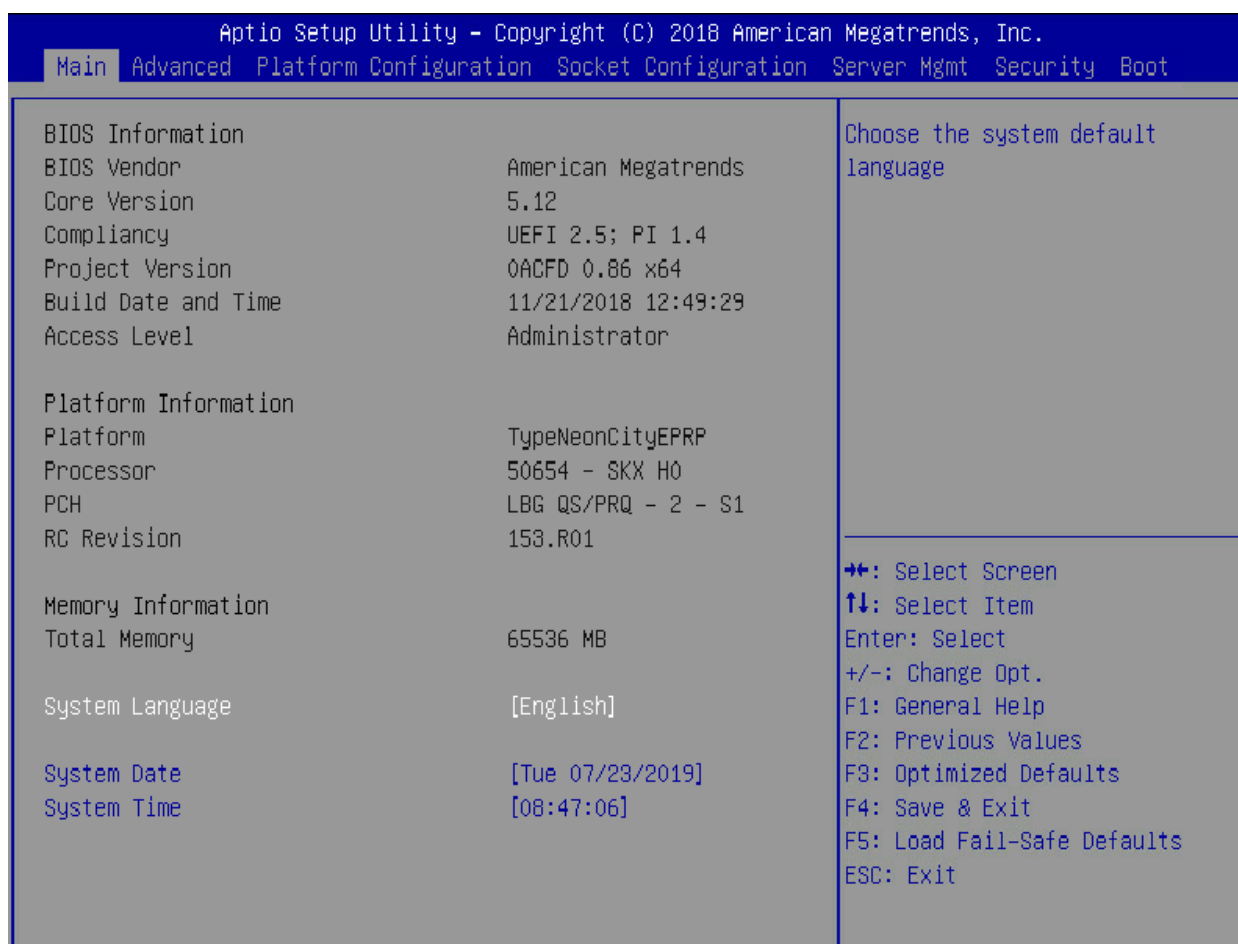 Aptio Setup Utility – Copyright (C) 2018 American Megatrends, Inc.
Main Advanced Platform Configuration Socket Configuration Server Mgmt Security Boot
BIOS Information
BIOS Vendor American Megatrends
Core Version 5.12
Compliancy UEFI 2.5; PI 1.4
Project Version 0ACFD 0.86 x64
Build Date and Time 11/21/2018 12:49:29
Access Level Administrator
Platform Information
Platform TypeNeonCityEPRP
Processor 50654 – SKX H0
PCH LBG QS/PRQ – 2 – S1
RC Revision 153.R01
Memory Information
Total Memory 65536 MB
System Language [English]
System Date [Tue 07/23/2019]
System Time [08:47:06]
Choose the system default
language
→←: Select Screen
↑↓: Select Item
Enter: Select
+/-: Change Opt.
F1: General Help
F2: Previous Values
F3: Optimized Defaults
F4: Save & Exit
F5: Load Fail-Safe Defaults
ESC: Exit